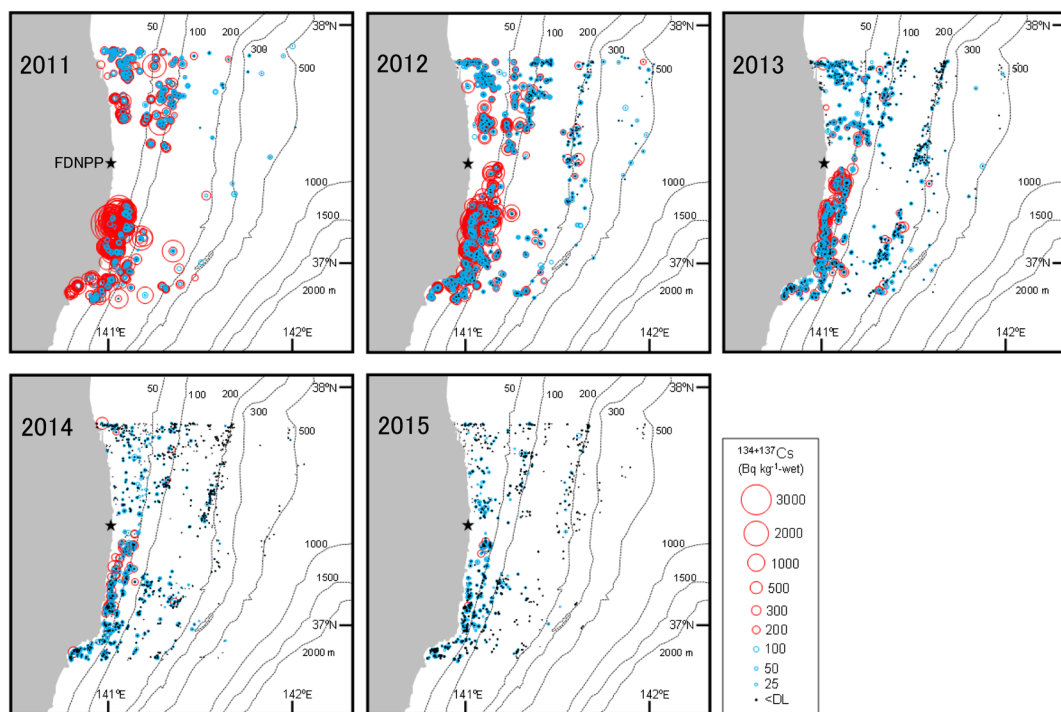 2011
50
100
200
300
500
38°N
FDNPP
1000
1500
37°N
2000 m
141°E
142°E
2012
50
100
200
300
500
38°N
1000
1500
37°N
2000 m
141°E
142°E
2013
50
100
200
300
500
38°N
1000
1500
37°N
2000 m
141°E
142°E
2014
50
100
200
300
500
38°N
1000
1500
37°N
2000 m
141°E
142°E
2015
50
100
200
300
500
38°N
1000
1500
37°N
2000 m
141°E
142°E
¹³⁴⁺¹³⁷Cs
(Bq kg⁻¹-wet)
3000
2000
1000
500
300
200
100
50
25
<DL